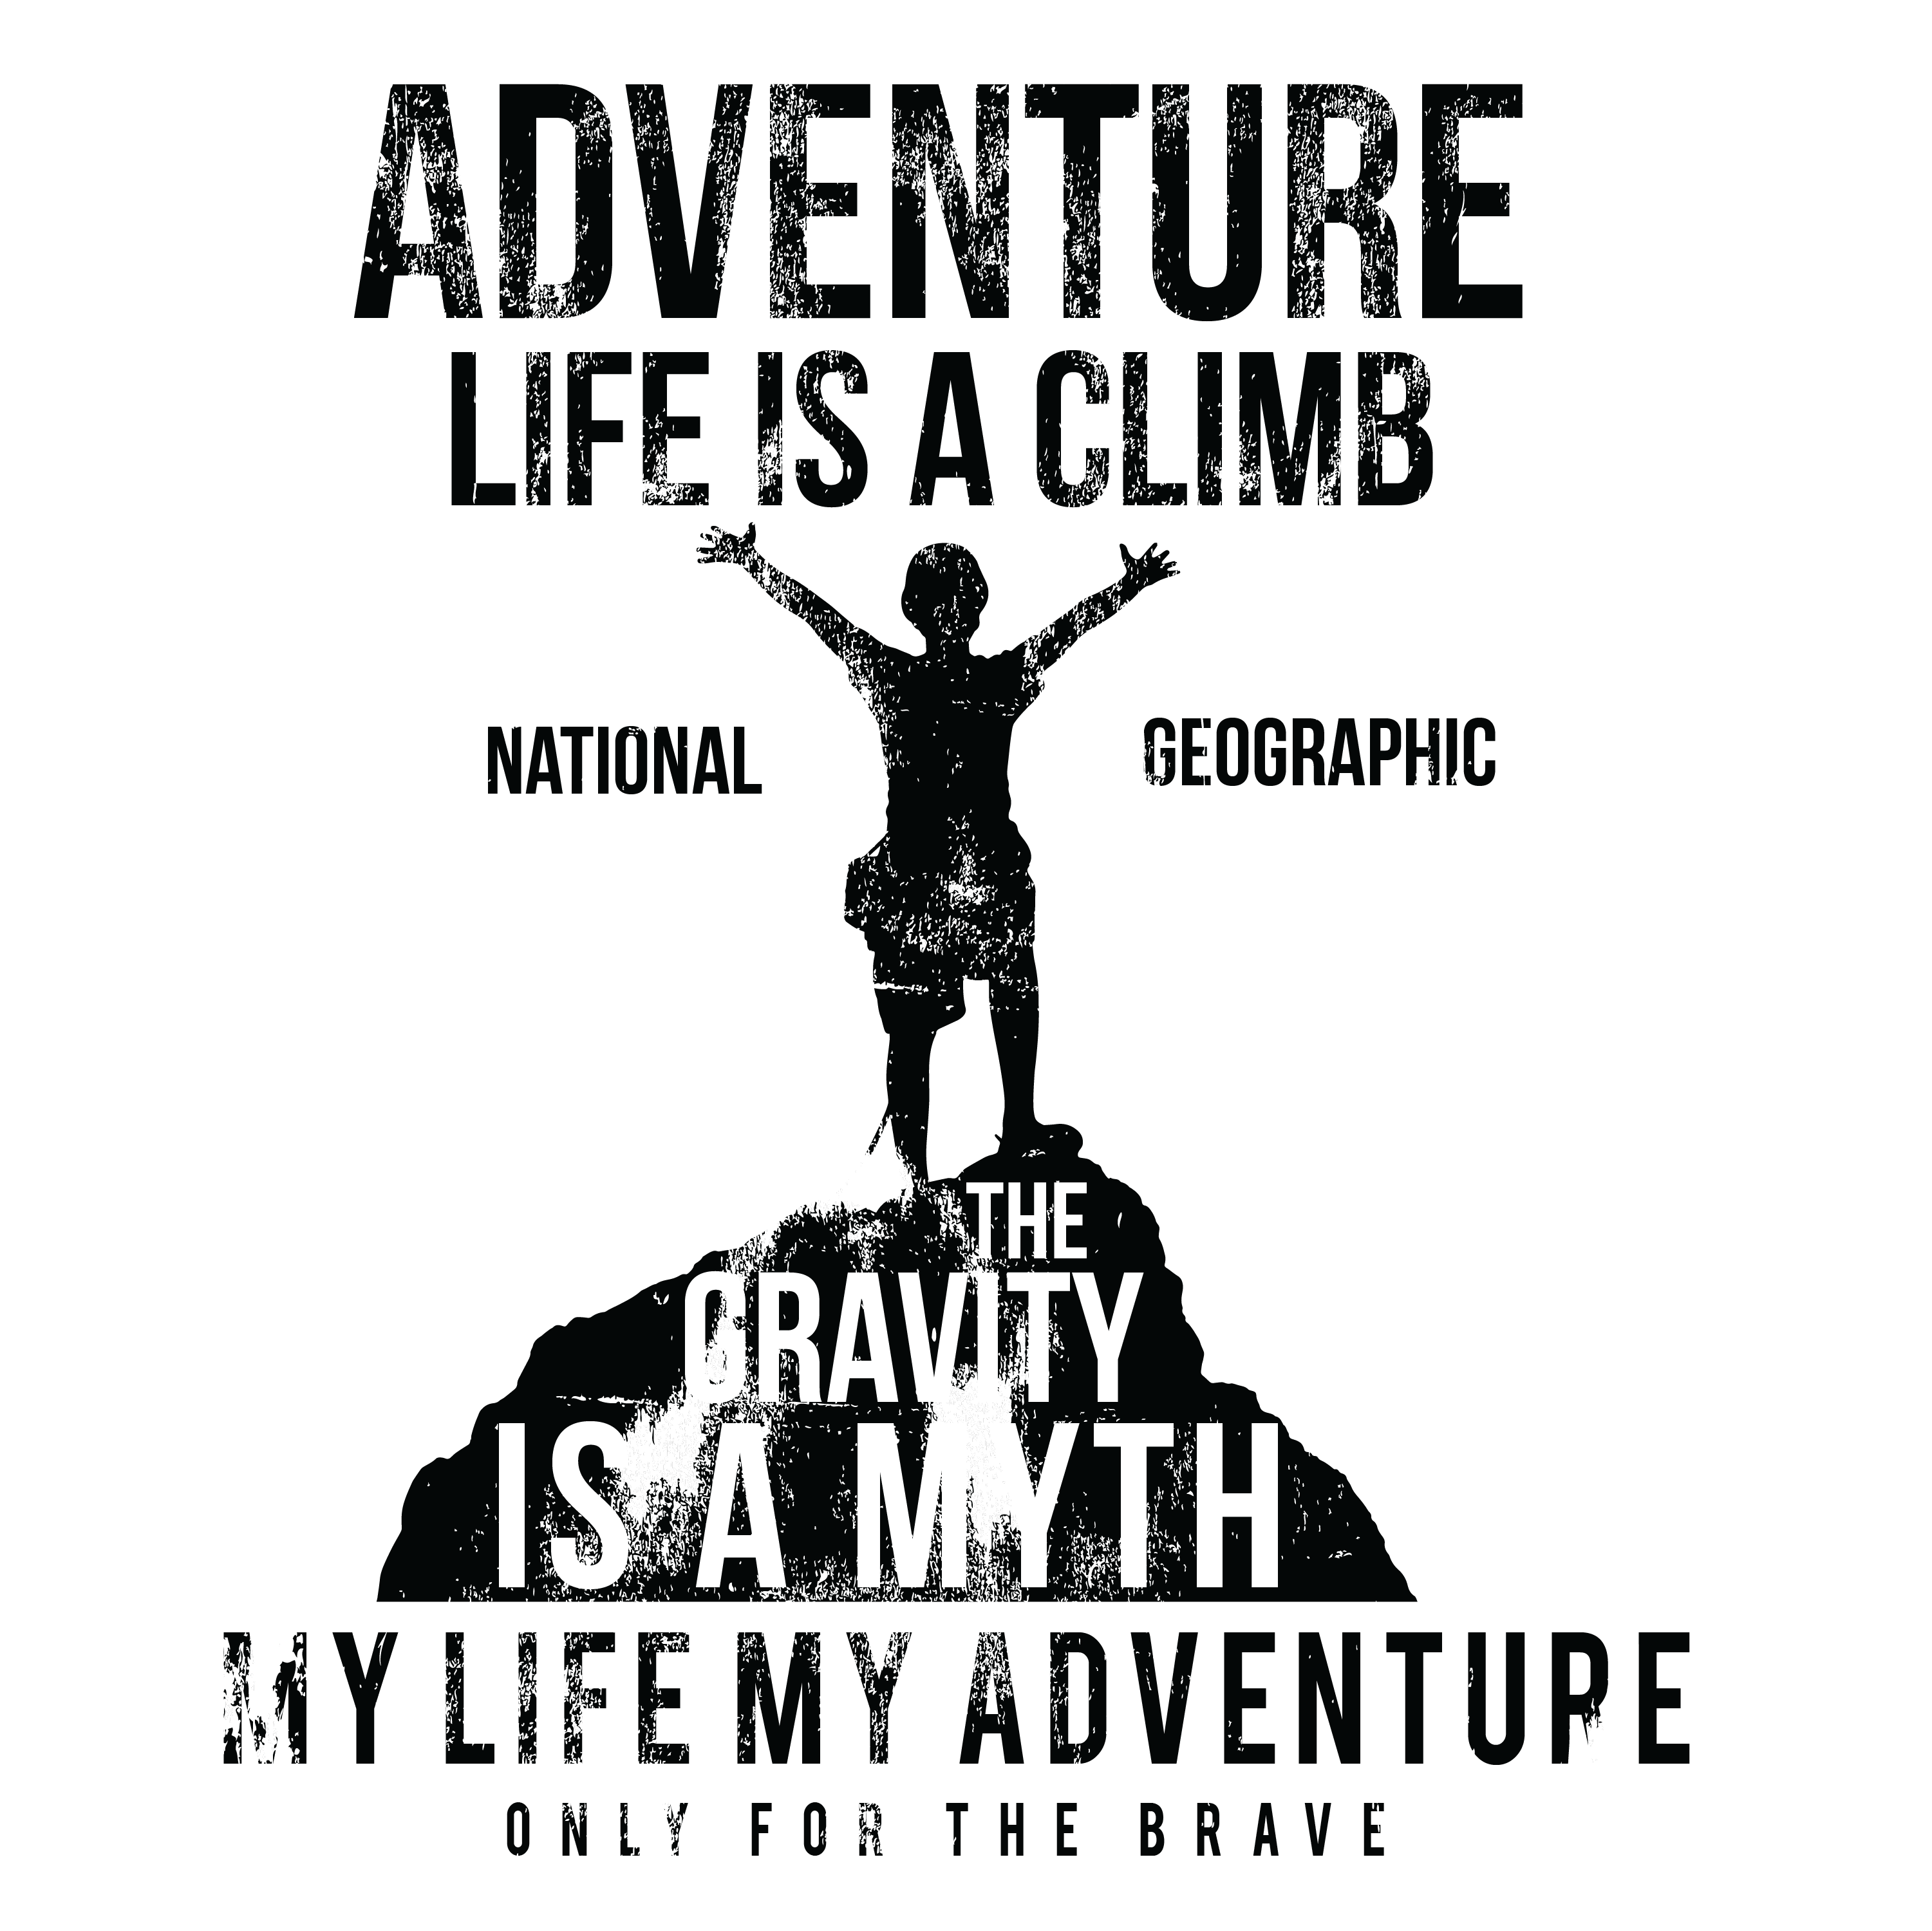 ADVENTURE
LIFE IS A CLIMB
NATIONAL GEOGRAPHIC
THE
GRAVITY
IS A MYTH
MY LIFE MY ADVENTURE
ONLY FOR THE BRAVE